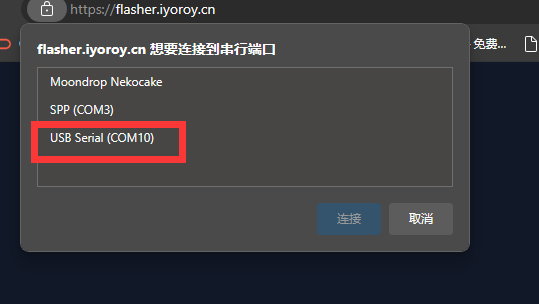 https://flasher.iyoroy.cn
免费...
flasher.iyoroy.cn 想要连接到串行端口
Moondrop Nekocake
SPP (COM3)
USB Serial (COM10)
连接
取消